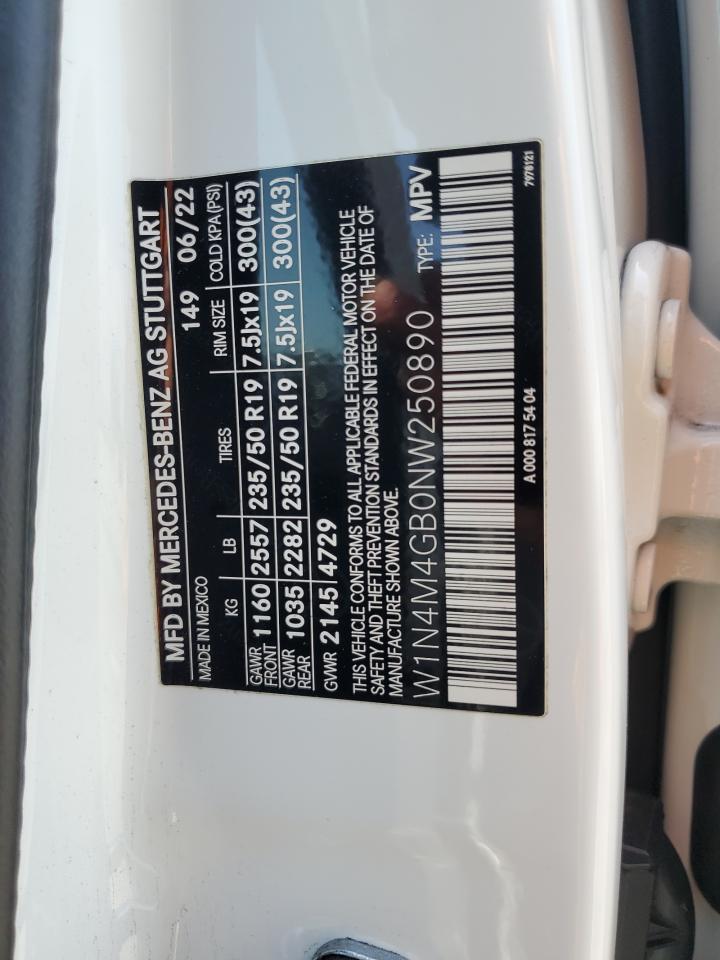 MFD BY MERCEDES-BENZ AG STUTTGART
MADE IN MEXICO 149 06/22
KG LB TIRES RIM SIZE COLD KPA(PSI)
GAWR FRONT 1160 2557 235/50 R19 7.5Jx19 300(43)
GAWR REAR 1035 2282 235/50 R19 7.5Jx19 300(43)
GVWR 2145 4729
THIS VEHICLE CONFORMS TO ALL APPLICABLE FEDERAL MOTOR VEHICLE
SAFETY AND THEFT PREVENTION STANDARDS IN EFFECT ON THE DATE OF
MANUFACTURE SHOWN ABOVE.
W1N4M4GB0NW250890 TYPE: MPV
A 000 817 54 04 7976121